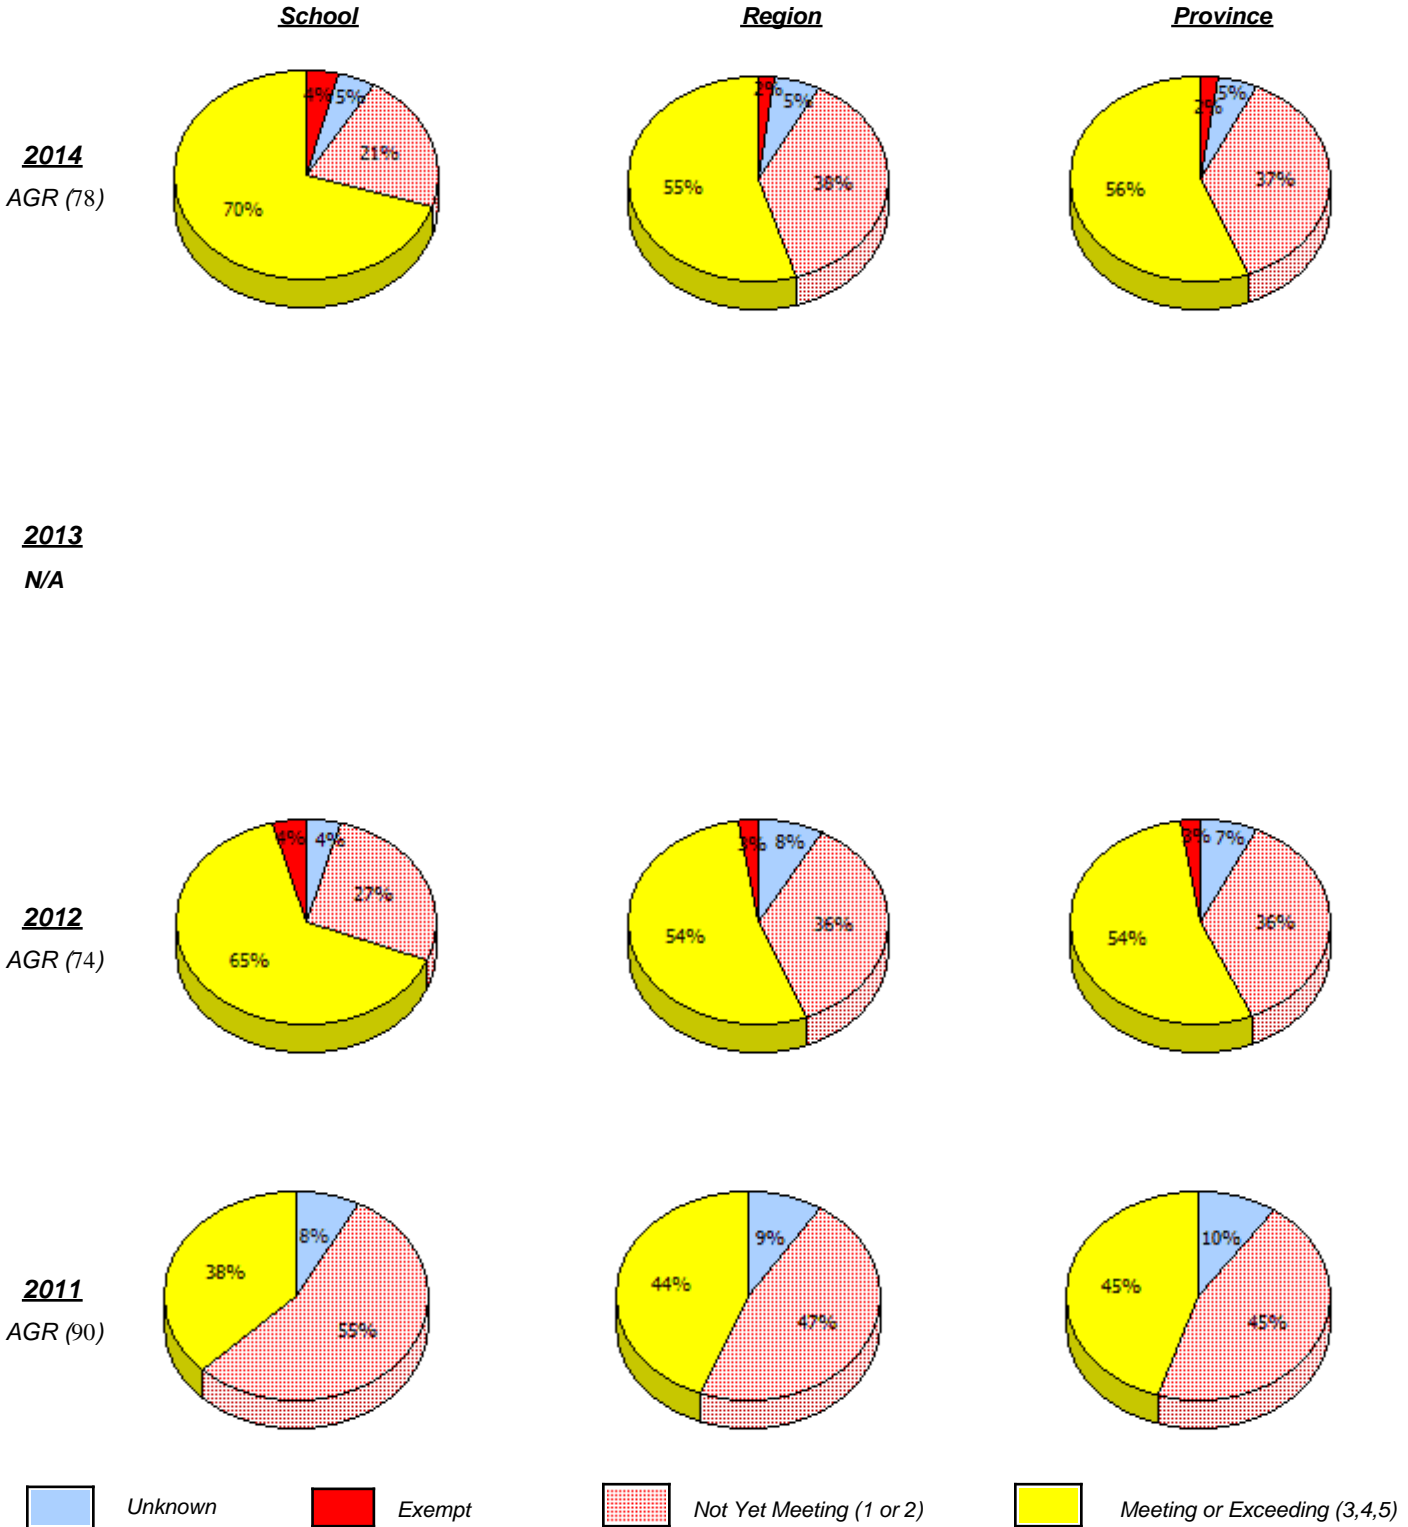 School Region Province
4% 5% 21% 70%
2% 5% 38% 55%
2% 5% 37% 56%
2014
AGR (78)
2013
N/A
4% 4% 27% 65%
3% 8% 36% 54%
3% 7% 36% 54%
2012
AGR (74)
8% 38% 55%
9% 44% 47%
10% 45% 45%
2011
AGR (90)
Unknown Exempt Not Yet Meeting (1 or 2) Meeting or Exceeding (3,4,5)